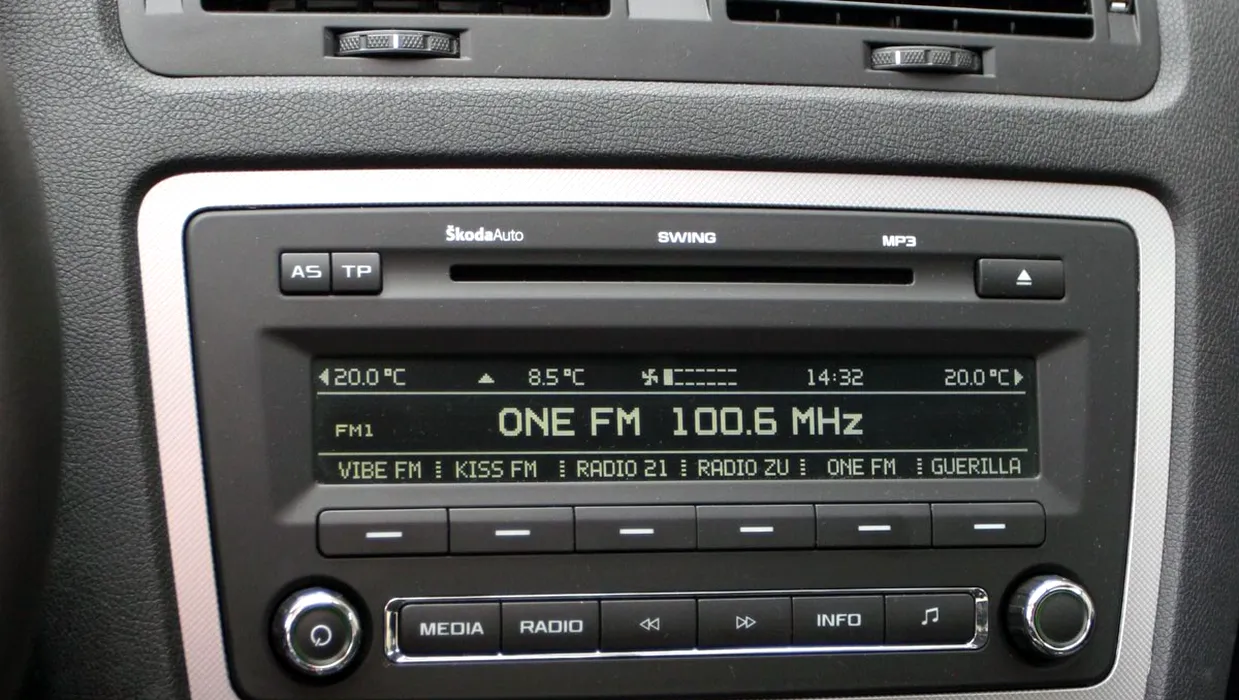 ŠkodaAuto SWING MP3
AS TP
20.0°C 8.5°C 14:32 20.0°C
FM1 ONE FM 100.6 MHz
VIBE FM KISS FM RADIO 21 RADIO ZU ONE FM GUERILLA
MEDIA RADIO INFO